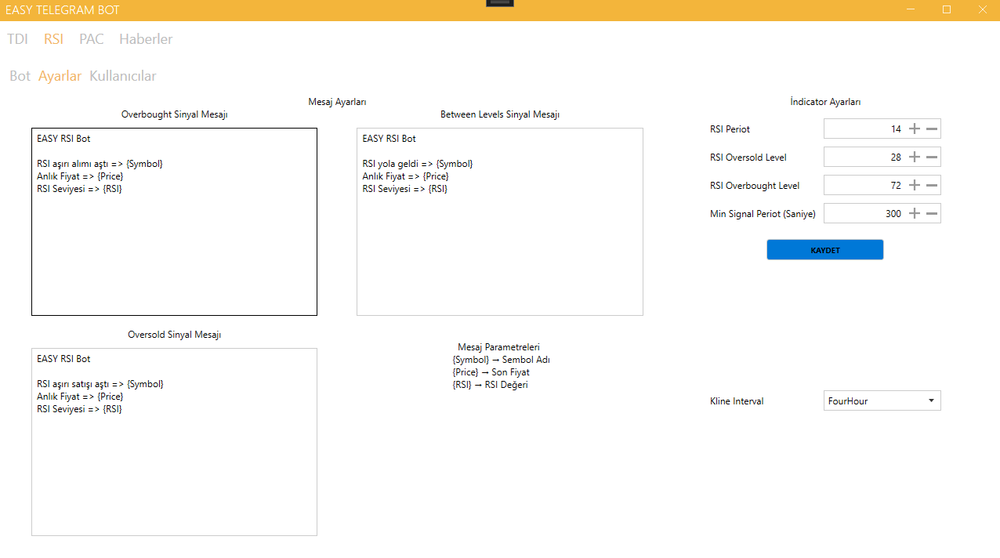 EASY TELEGRAM BOT
TDI RSI PAC Haberler
Bot Ayarlar Kullanıcılar
Mesaj Ayarları
Overbought Sinyal Mesajı
EASY RSI Bot
RSI aşırı alımı aştı => {Symbol}
Anlık Fiyat => {Price}
RSI Seviyesi => {RSI}
Between Levels Sinyal Mesajı
EASY RSI Bot
RSI yola geldi => {Symbol}
Anlık Fiyat => {Price}
RSI Seviyesi => {RSI}
İndicator Ayarları
RSI Periot 14
RSI Oversold Level 28
RSI Overbought Level 72
Min Signal Periot (Saniye) 300
KAYDET
Oversold Sinyal Mesajı
EASY RSI Bot
RSI aşırı satışı aştı => {Symbol}
Anlık Fiyat => {Price}
RSI Seviyesi => {RSI}
Mesaj Parametreleri
{Symbol} → Sembol Adı
{Price} → Son Fiyat
{RSI} → RSI Değeri
Kline Interval FourHour